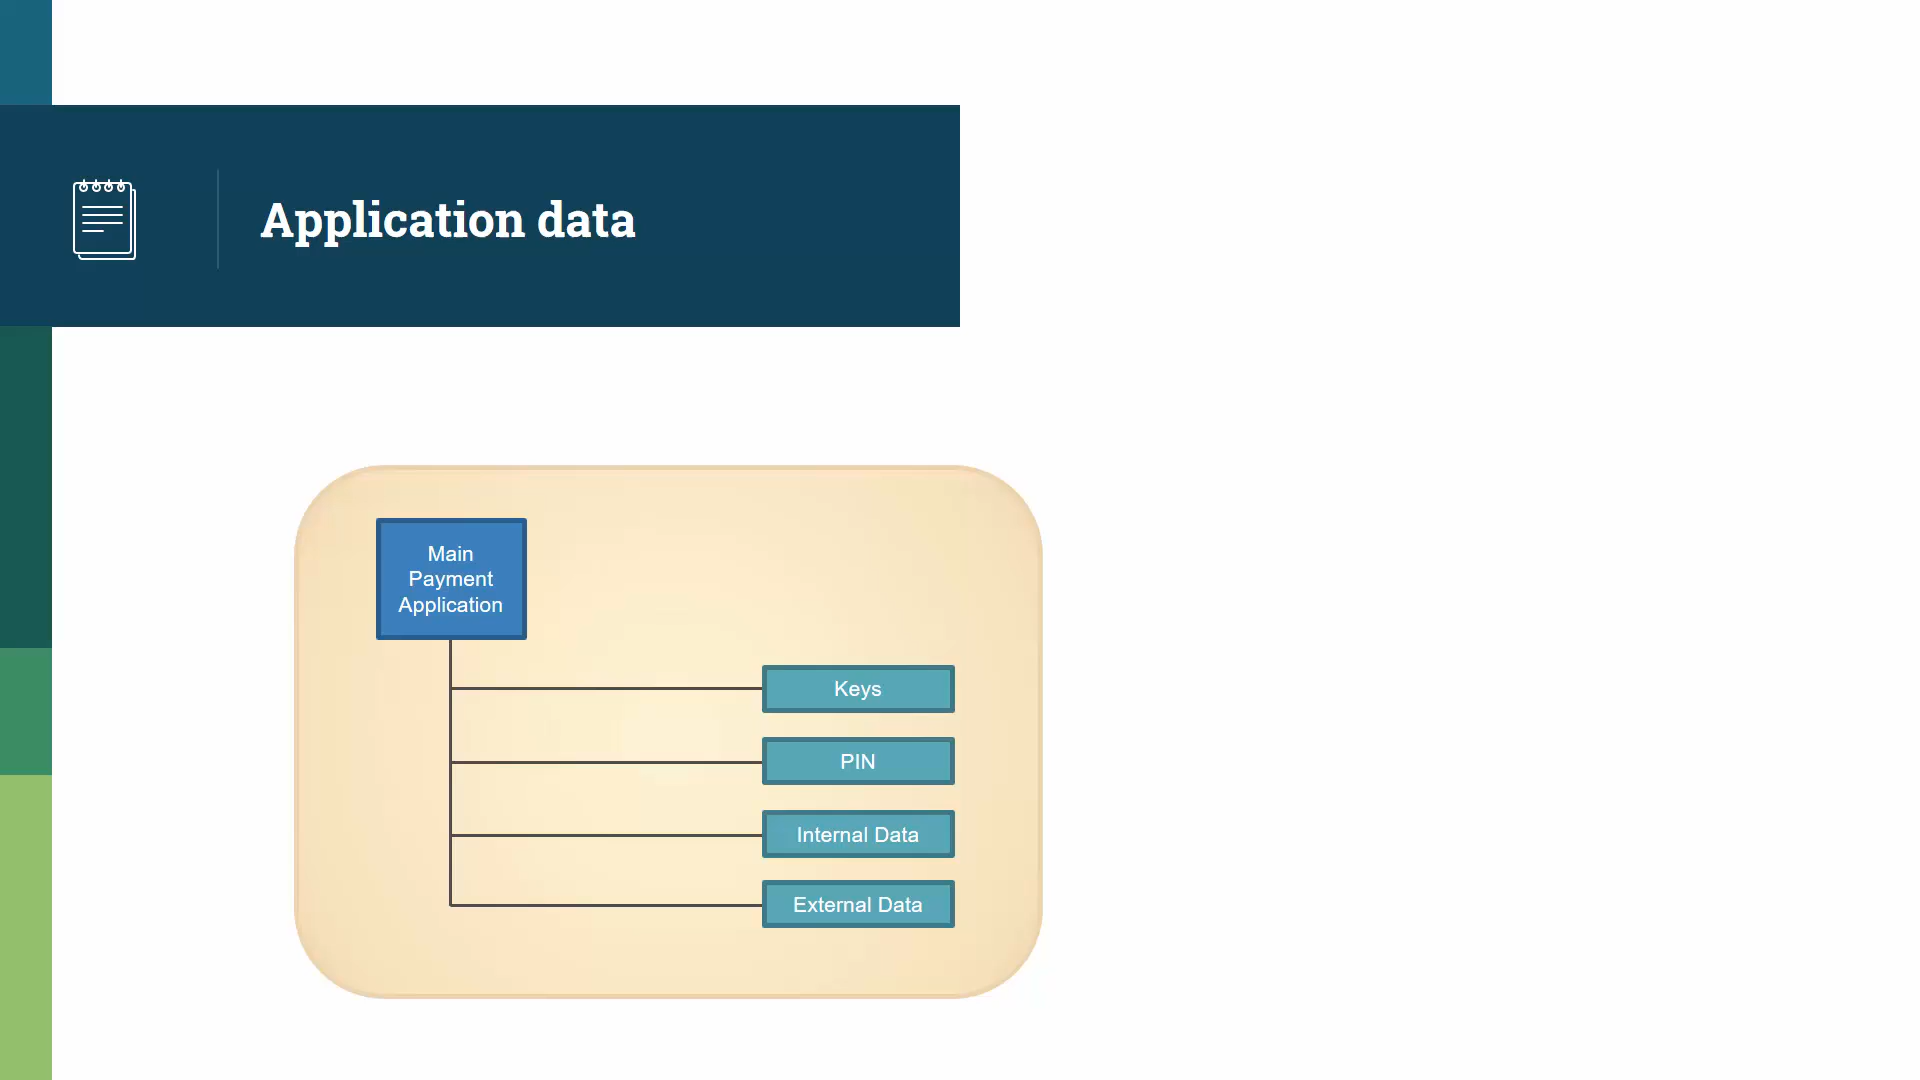 Application data
Main
Payment
Application
Keys
PIN
Internal Data
External Data